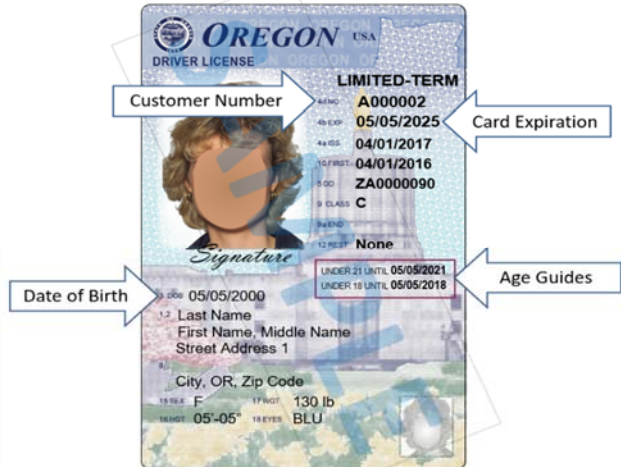 OREGON USA
DRIVER LICENSE
LIMITED-TERM
Customer Number
4d NO A000002
4b EXP 05/05/2025
Card Expiration
4a ISS 04/01/2017
10 FIRST 04/01/2016
5 DD ZA0000090
9 CLASS C
9a END
12 REST None
Signature
UNDER 21 UNTIL 05/05/2021
UNDER 18 UNTIL 05/05/2018
Age Guides
Date of Birth
3 DOB 05/05/2000
1,2 Last Name
First Name, Middle Name
Street Address 1
8
City, OR, Zip Code
15 SEX F 17 WGT 130 lb
16 HGT 05'-05" 18 EYES BLU